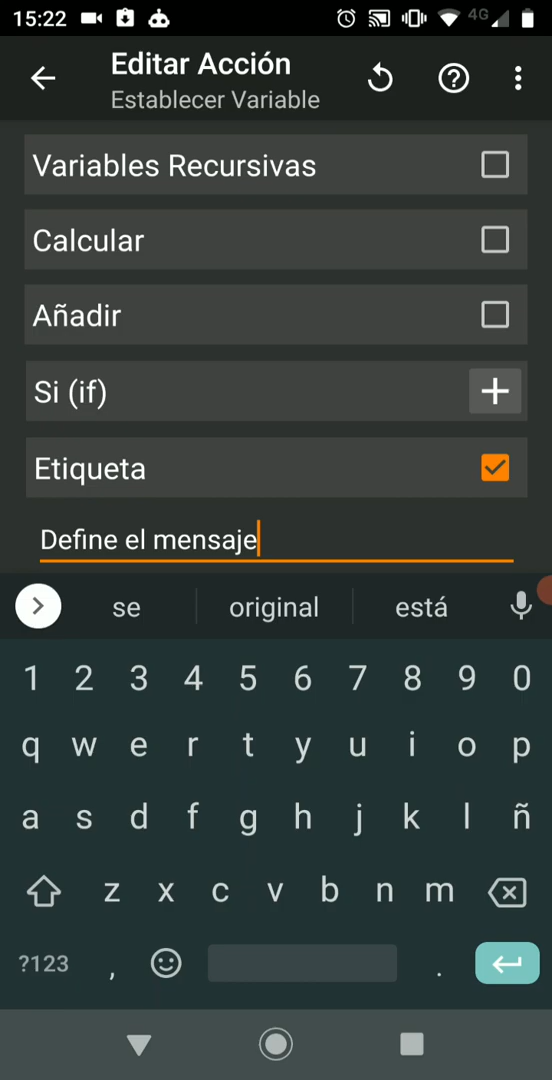 15:22 4G
Editar Acción
Establecer Variable
Variables Recursivas
Calcular
Añadir
Si (if)
Etiqueta
Define el mensaje
se original está
1 2 3 4 5 6 7 8 9 0
q w e r t y u i o p
a s d f g h j k l ñ
z x c v b n m
?123 , .